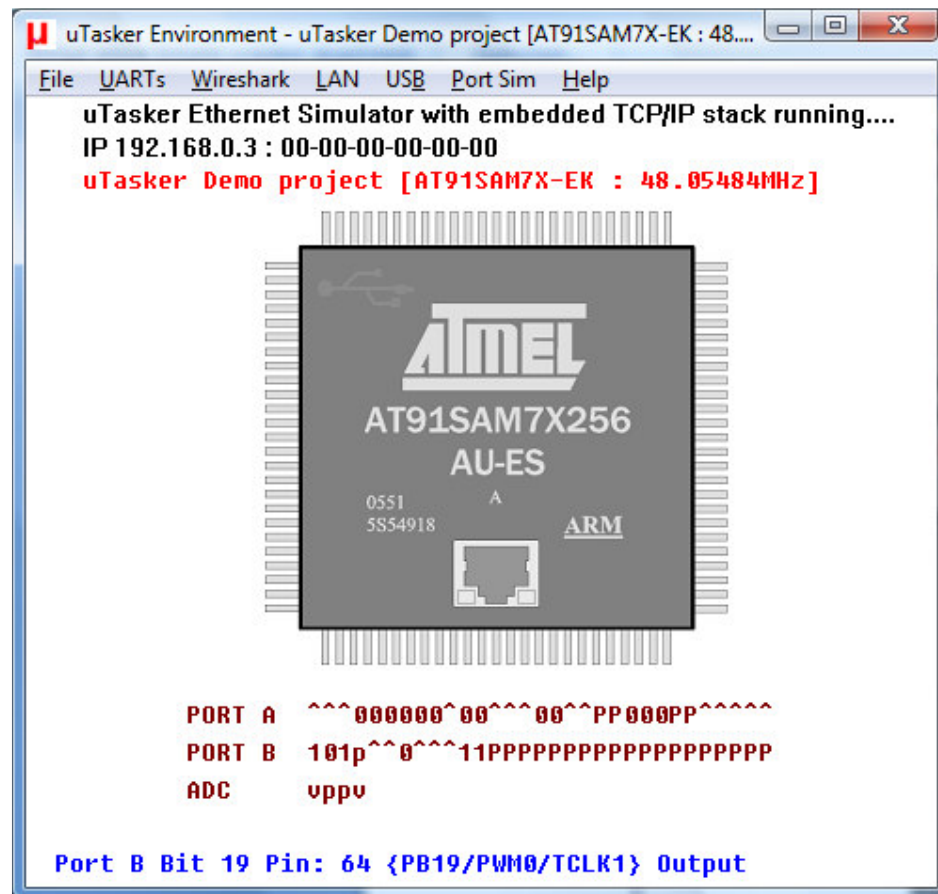 µ uTasker Environment - uTasker Demo project [AT91SAM7X-EK : 48....
File UARTs Wireshark LAN USB Port Sim Help
uTasker Ethernet Simulator with embedded TCP/IP stack running....
IP 192.168.0.3 : 00-00-00-00-00-00
uTasker Demo project [AT91SAM7X-EK : 48.05484MHz]
ATMEL
AT91SAM7X256
AU-ES
0551 A
5S54918 ARM
PORT A ^^^000000^00^^^00^^PP000PP^^^^^
PORT B 101p^^0^^^11PPPPPPPPPPPPPPPPPPP
ADC vppv
Port B Bit 19 Pin: 64 {PB19/PWM0/TCLK1} Output